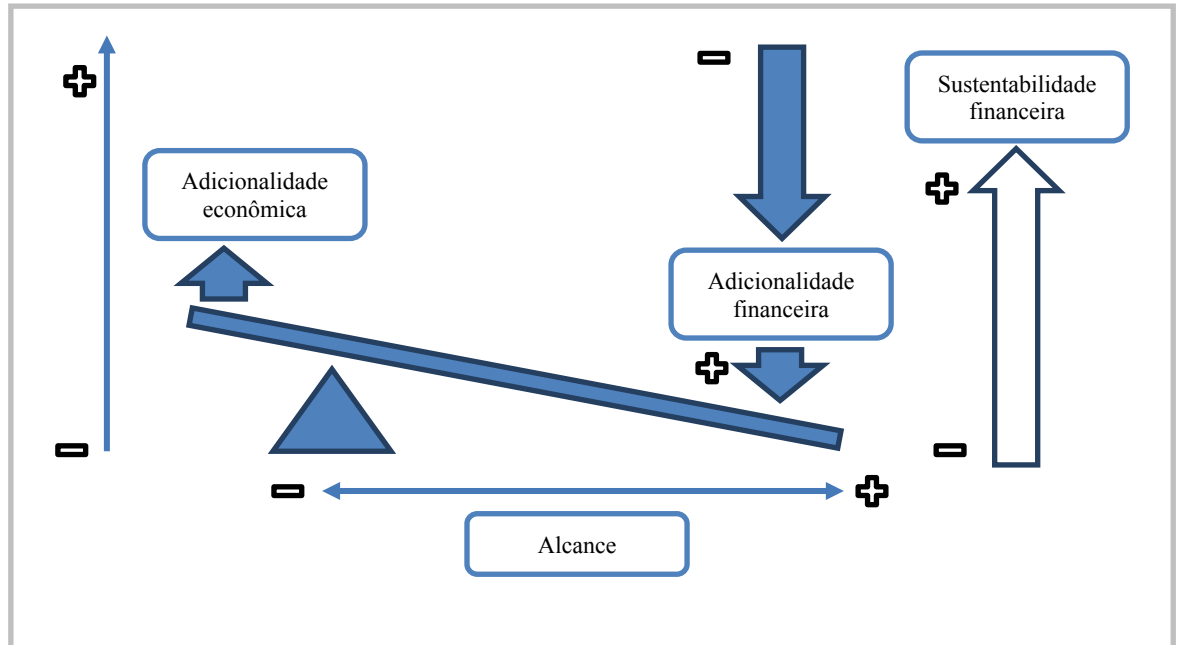 Sustentabilidade
financeira
Adicionalidade
econômica
Adicionalidade
financeira
Alcance